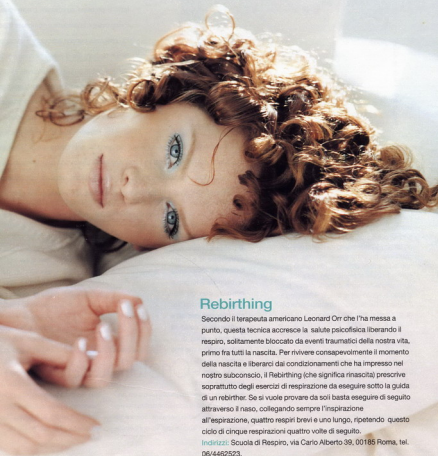 Rebirthing
Secondo il terapeuta americano Leonard Orr che l'ha messa a
punto, questa tecnica accresce la salute psicofisica liberando il
respiro, solitamente bloccato da eventi traumatici della nostra vita,
primo fra tutti la nascita. Per rivivere consapevolmente il momento
della nascita e liberarci dai condizionamenti che ha impresso nel
nostro subconscio, il Rebirthing (che significa rinascita) prescrive
soprattutto degli esercizi di respirazione da eseguire sotto la guida
di un rebirther. Se si vuole provare da soli basta eseguire di seguito
attraverso il naso, collegando sempre l'inspirazione
all'espirazione, quattro respiri brevi e uno lungo, ripetendo questo
ciclo di cinque respirazioni quattro volte di seguito.
Indirizzi: Scuola di Respiro, via Carlo Alberto 39, 00185 Roma, tel.
06/4462523.